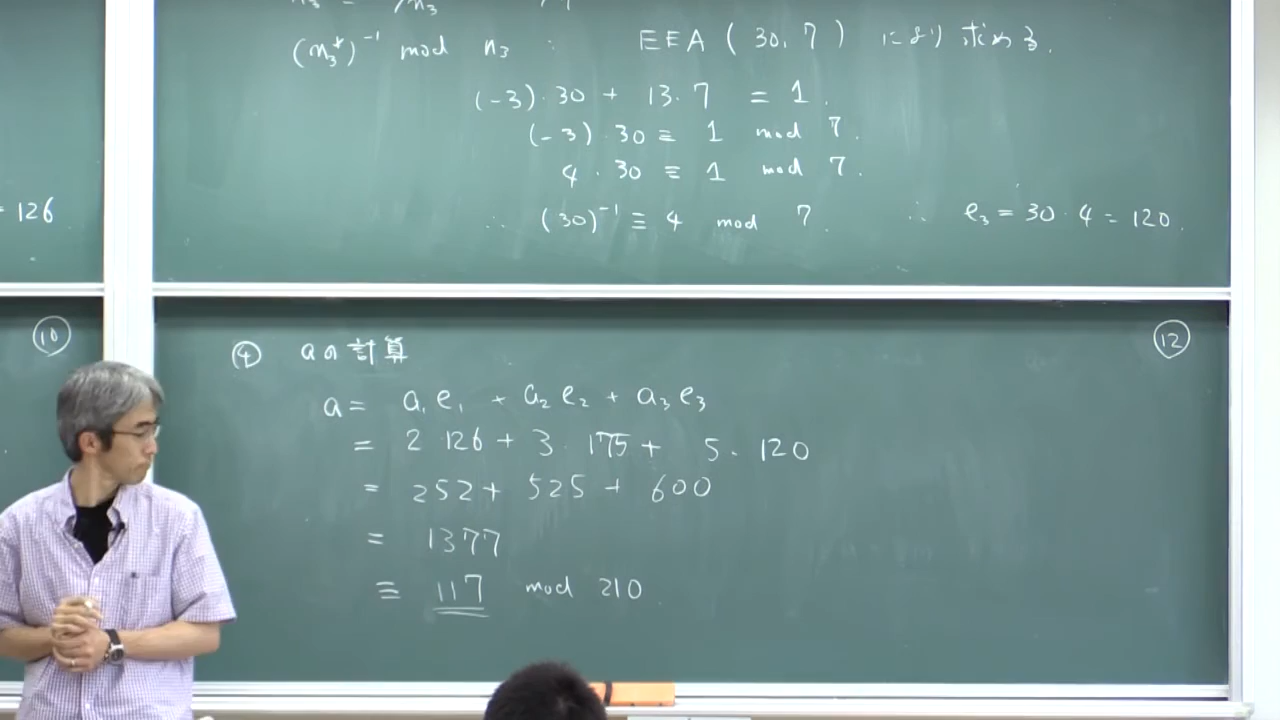 (n₃*)⁻¹ mod n₃ : EEA (30, 7) により求める.
(-3)·30 + 13·7 = 1.
(-3)·30 ≡ 1 mod 7.
4·30 ≡ 1 mod 7.
= 126
∴ (30)⁻¹ ≡ 4 mod 7. ∴ e₃ = 30·4 = 120.
⑩
④ aの計算
⑫
a = a₁e₁ + a₂e₂ + a₃e₃
= 2·126 + 3·175 + 5·120
= 252 + 525 + 600
= 1377
≡ 117 mod 210.